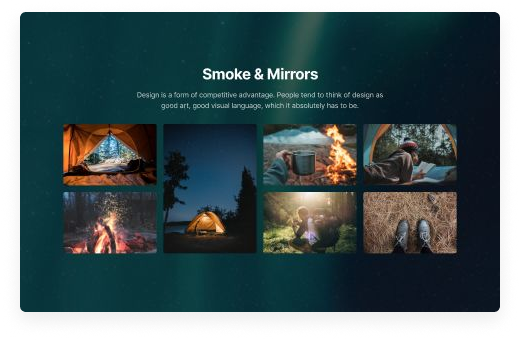 Smoke & Mirrors
Design is a form of competitive advantage. People tend to think of design as
good art, good visual language, which it absolutely has to be.